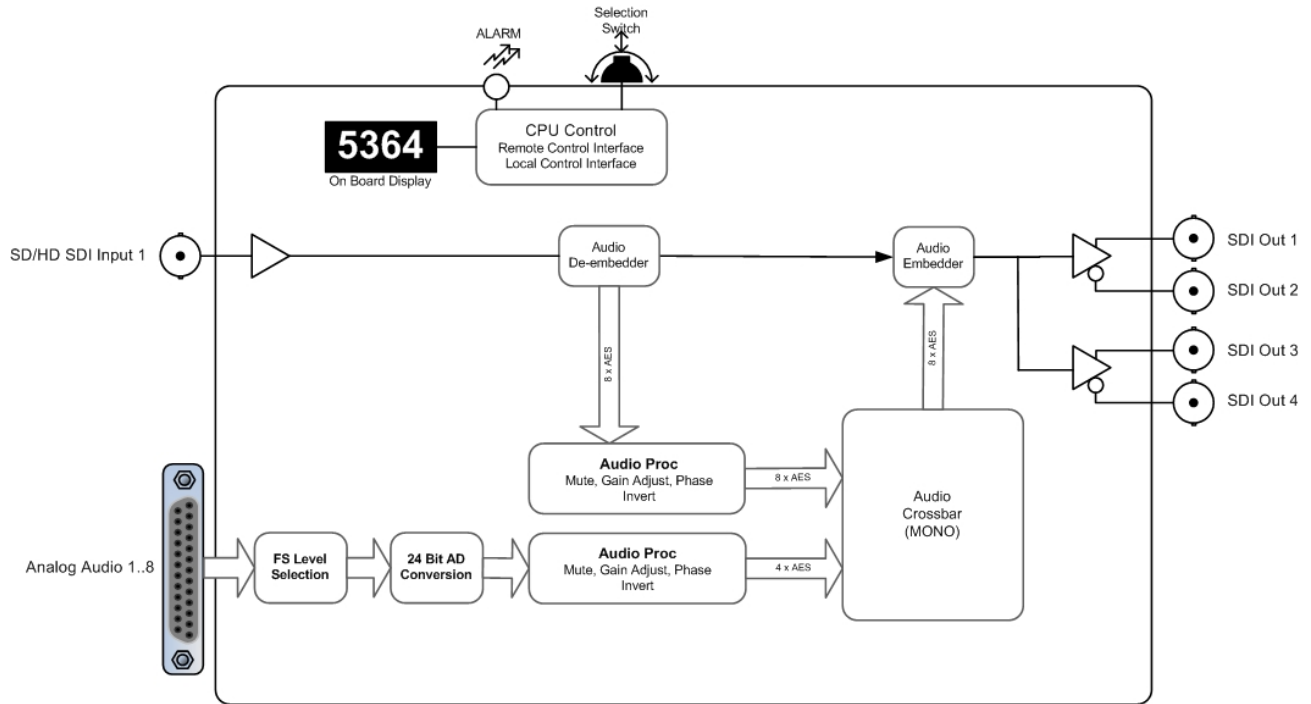 Selection
Switch
ALARM
CPU Control
Remote Control Interface
Local Control Interface
5364
On Board Display
SD/HD SDI Input 1
Audio
De-embedder
Audio
Embedder
SDI Out 1
SDI Out 2
SDI Out 3
SDI Out 4
8 x AES
8 x AES
Audio Proc
Mute, Gain Adjust, Phase
Invert
8 x AES
Audio
Crossbar
(MONO)
Analog Audio 1..8
FS Level
Selection
24 Bit AD
Conversion
Audio Proc
Mute, Gain Adjust, Phase
Invert
4 x AES